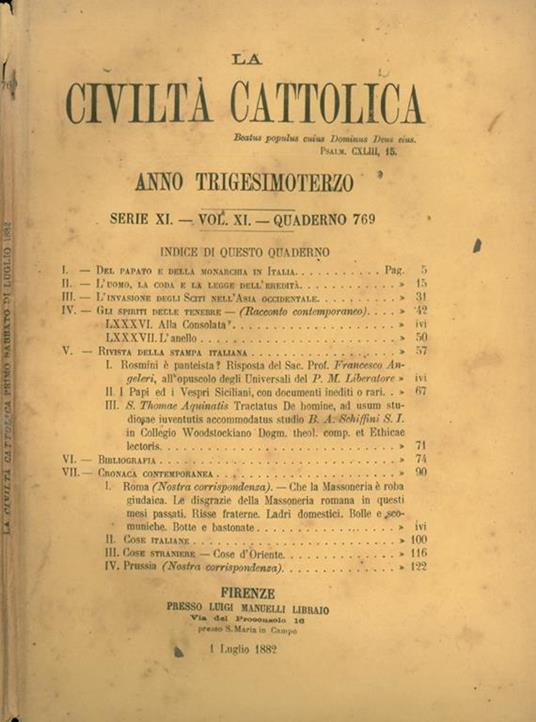 LA
CIVILTÀ CATTOLICA
Beatus populus cuius Dominus Deus eius.
PSALM. CXLIII, 15.
ANNO TRIGESIMOTERZO
SERIE XI. — VOL. XI. — QUADERNO 769
INDICE DI QUESTO QUADERNO
I. — DEL PAPATO E DELLA MONARCHIA IN ITALIA. . . . . . . . . . . Pag. 5
II. — L'UOMO, LA CODA E LA LEGGE DELL'EREDITÀ. . . . . . . . . . . » 15
III. — L'INVASIONE DEGLI SCITI NELL'ASIA OCCIDENTALE. . . . . . . . » 31
IV. — GLI SPIRITI DELLE TENEBRE — (Racconto contemporaneo). . . . » 42
LXXXVI. Alla Consolata. . . . . . . . . . . . . . . . . . . » ivi
LXXXVII. L'anello . . . . . . . . . . . . . . . . . . . . . » 50
V. — RIVISTA DELLA STAMPA ITALIANA . . . . . . . . . . . . . . . . » 57
I. Rosmini è panteista? Risposta del Sac. Prof. Francesco An-
geleri, all'opuscolo degli Universali del P. M. Liberatore » ivi
II. I Papi ed i Vespri Siciliani, con documenti inediti o rari. . » 67
III. S. Thomae Aquinatis Tractatus De homine, ad usum stu-
diosae iuventutis accommodatus studio B. A. Schiffini S. I.
in Collegio Woodstockiano Dogm. theol. comp. et Ethicae
lectoris. . . . . . . . . . . . . . . . . . . . . . . . . . » 71
VI. — BIBLIOGRAFIA . . . . . . . . . . . . . . . . . . . . . . . . » 74
VII. — CRONACA CONTEMPORANEA . . . . . . . . . . . . . . . . . . . » 90
I. Roma (Nostra corrispondenza). — Che la Massoneria è roba
giudaica. Le disgrazie della Massoneria romana in questi
mesi passati. Risse fraterne. Ladri domestici. Bolle e sco-
muniche. Botte e bastonate . . . . . . . . . . . . . . . . » ivi
II. COSE ITALIANE . . . . . . . . . . . . . . . . . . . . . . » 100
III. COSE STRANIERE — Cose d'Oriente. . . . . . . . . . . . . » 116
IV. Prussia (Nostra corrispondenza). . . . . . . . . . . . . » 122
FIRENZE
PRESSO LUIGI MANUELLI LIBRAIO
Via del Proconsolo 16
presso S. Maria in Campo
1 Luglio 1882
LA CIVILTÀ CATTOLICA PRIMO SABBATO DI LUGLIO 1882